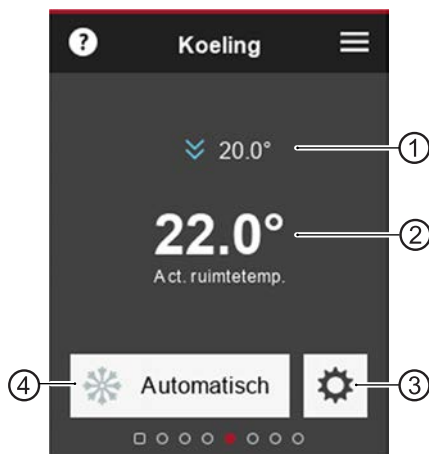 ? Koeling
20.0° 1
22.0° 2
Act. ruimtetemp.
4 Automatisch 3